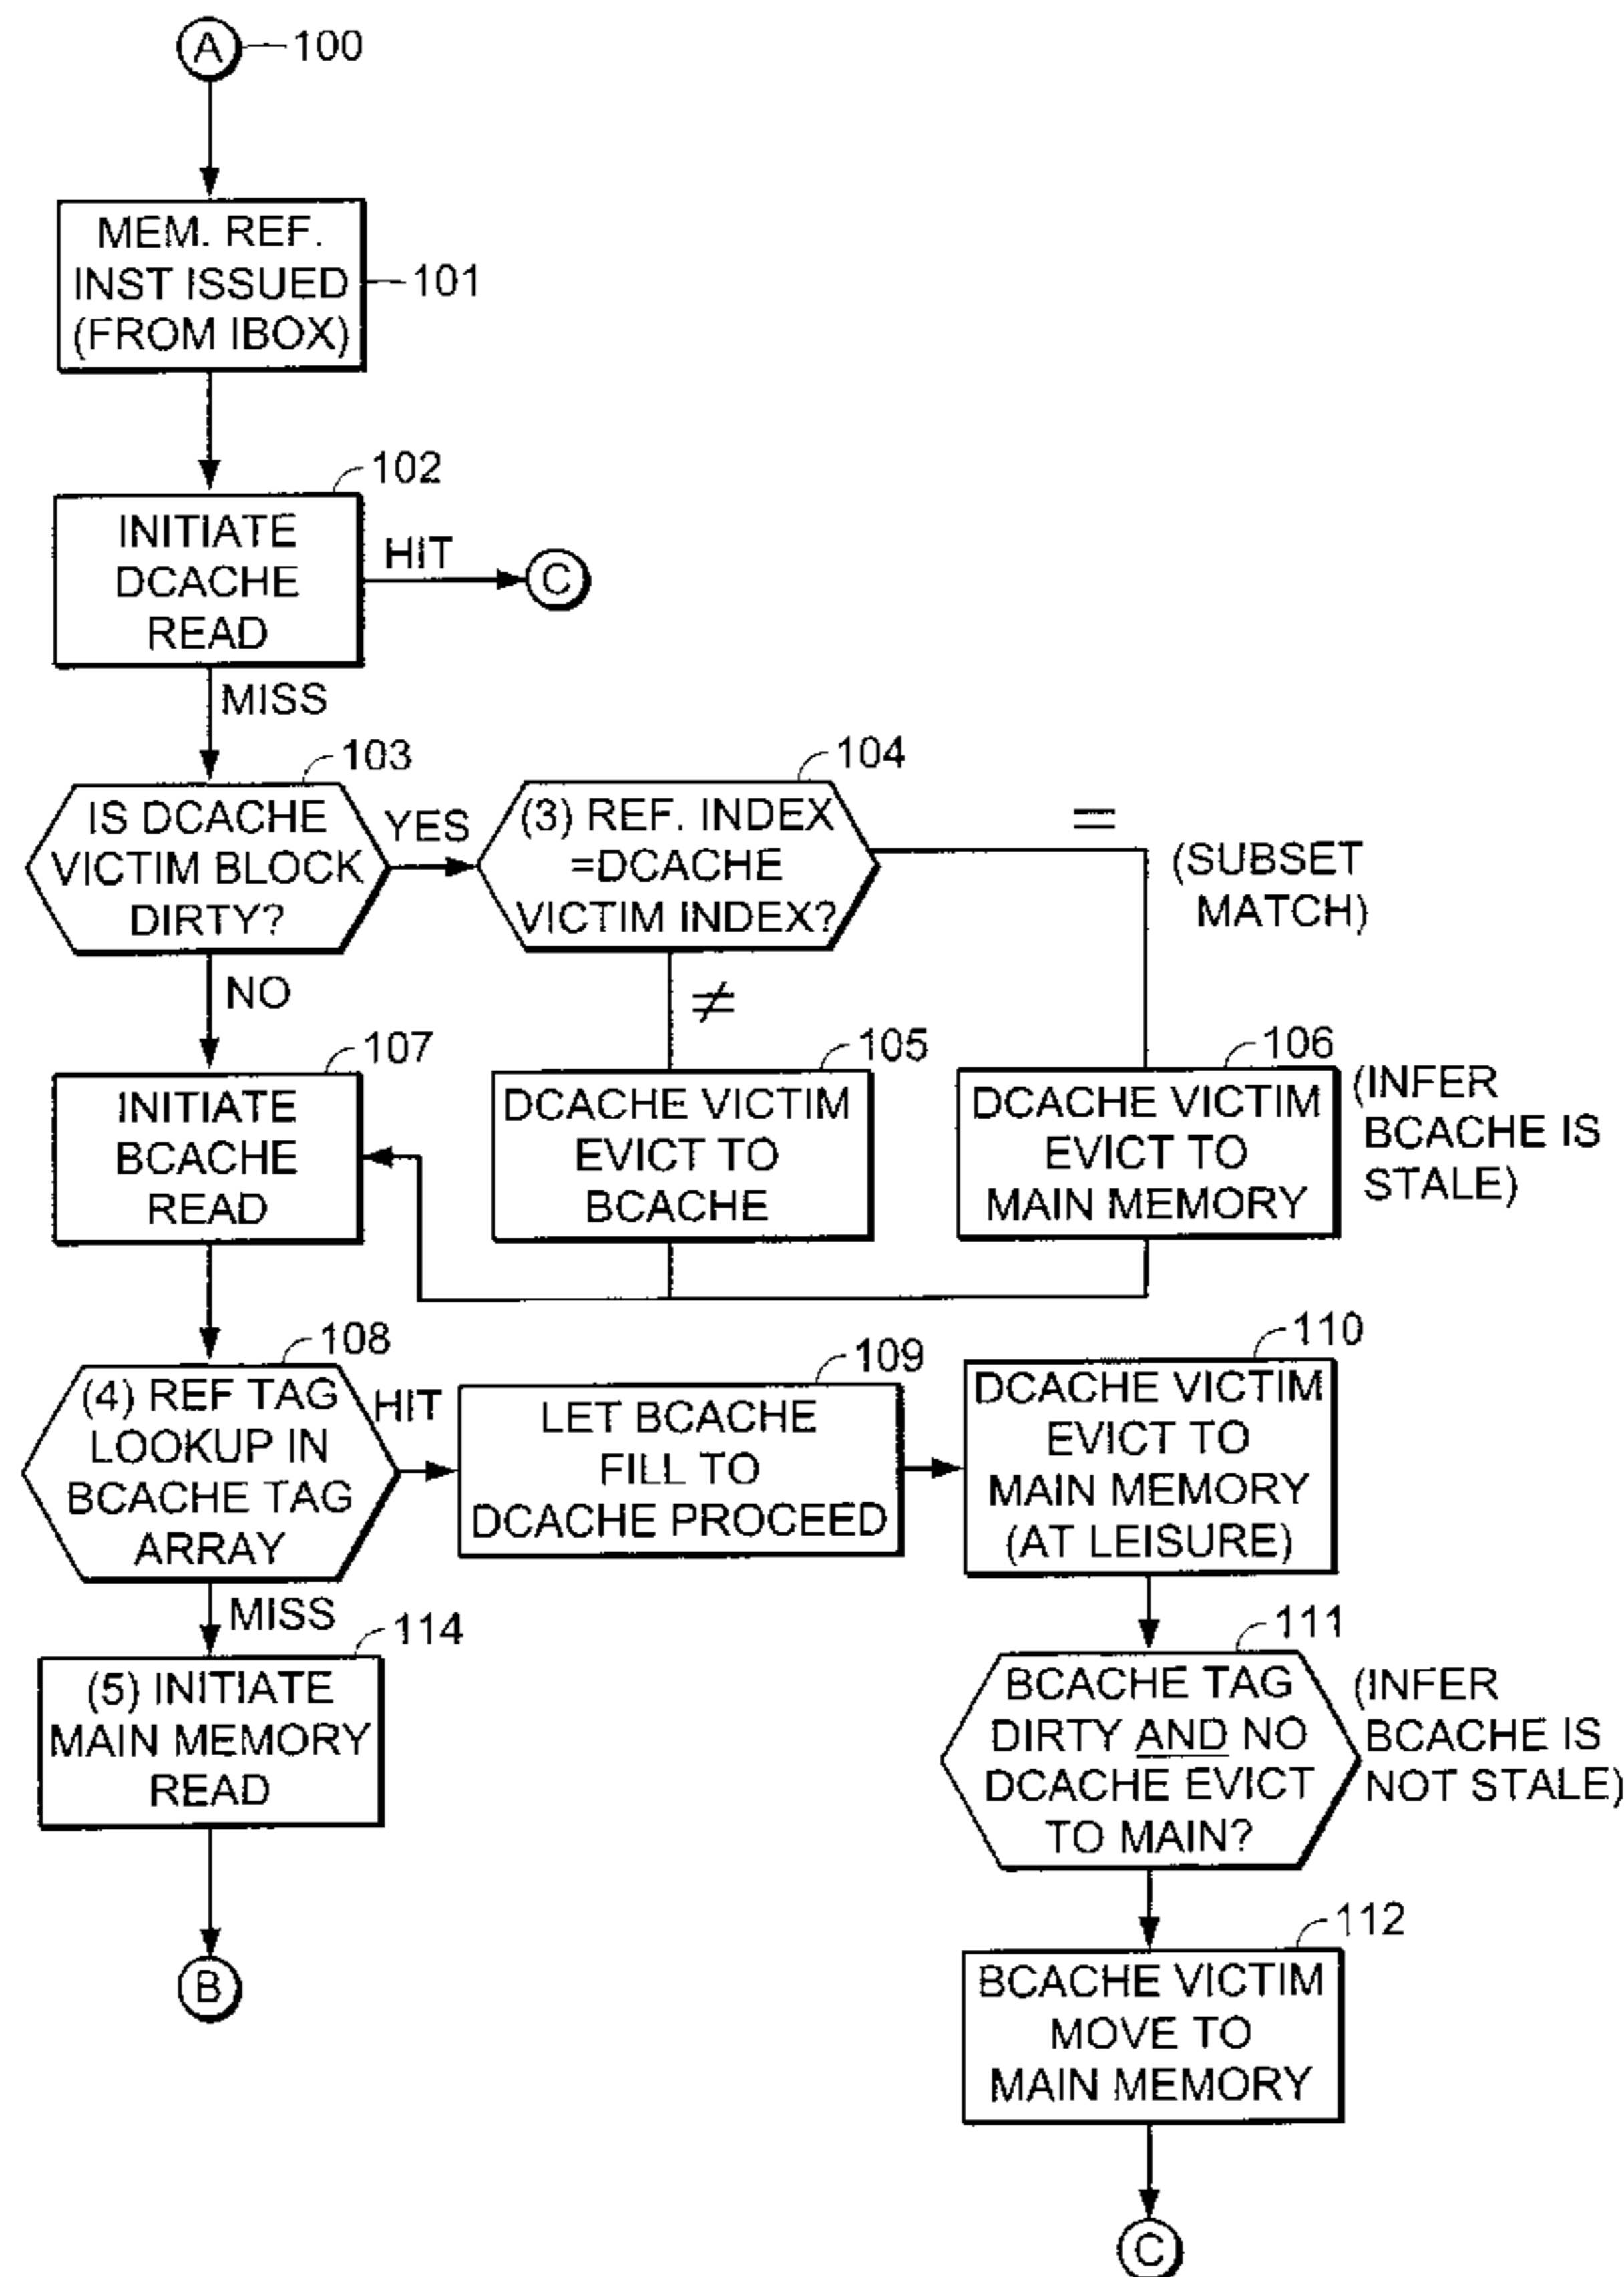 A
100
MEM. REF.
INST ISSUED
(FROM IBOX)
101
102
INITIATE
DCACHE
READ
HIT
C
MISS
103
IS DCACHE
VICTIM BLOCK
DIRTY?
YES
104
(3) REF. INDEX
=DCACHE
VICTIM INDEX?
=
(SUBSET
MATCH)
NO
≠
107
INITIATE
BCACHE
READ
105
DCACHE VICTIM
EVICT TO
BCACHE
106
DCACHE VICTIM
EVICT TO
MAIN MEMORY
(INFER
BCACHE IS
STALE)
108
(4) REF TAG
LOOKUP IN
BCACHE TAG
ARRAY
HIT
109
LET BCACHE
FILL TO
DCACHE PROCEED
110
DCACHE VICTIM
EVICT TO
MAIN MEMORY
(AT LEISURE)
MISS
114
(5) INITIATE
MAIN MEMORY
READ
B
111
BCACHE TAG
DIRTY AND NO
DCACHE EVICT
TO MAIN?
(INFER
BCACHE IS
NOT STALE)
112
BCACHE VICTIM
MOVE TO
MAIN MEMORY
C